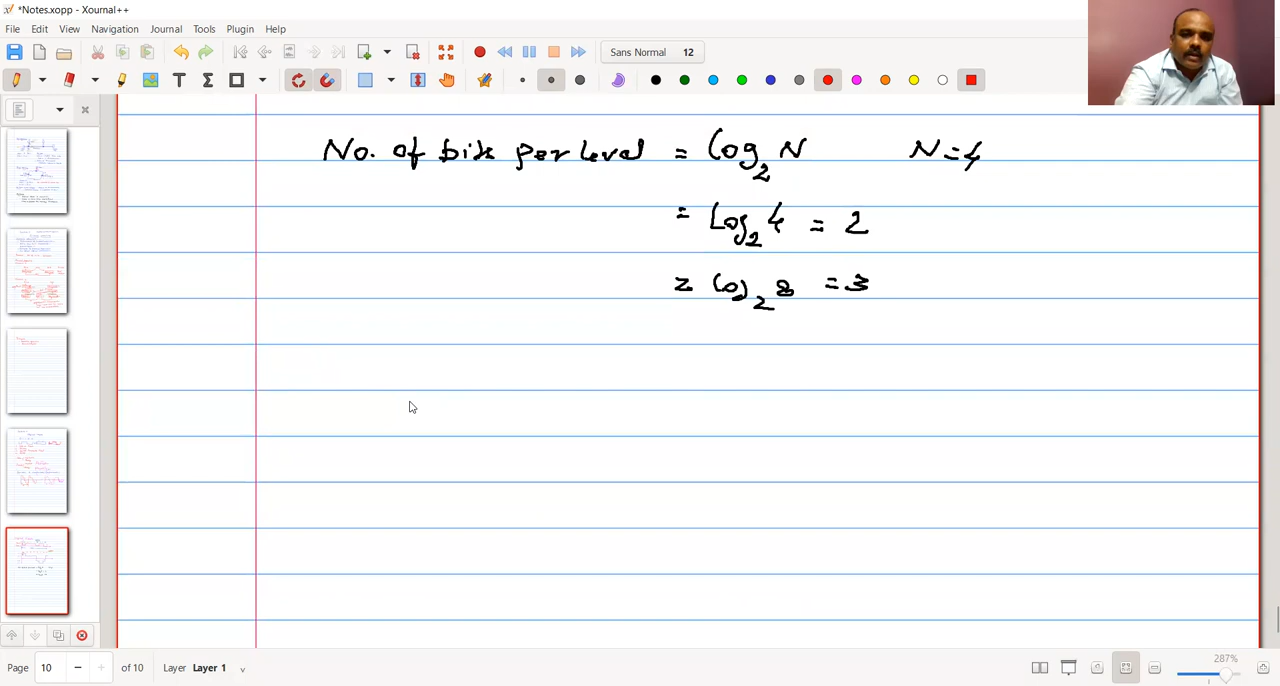 *Notes.xopp - Xournal++
File Edit View Navigation Journal Tools Plugin Help
Sans Normal 12
No. of bits per level = Log₂ N N=4
= Log₂ 4 = 2
= Log₂ 8 = 3
Page 10 of 10 Layer Layer 1
287%